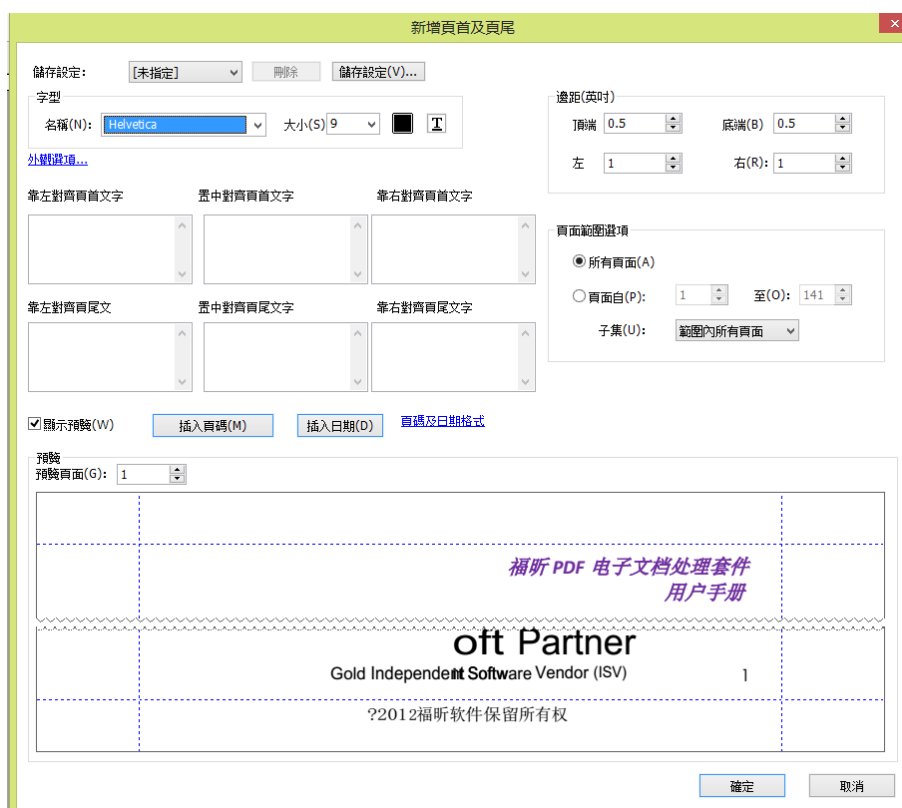 新增頁首及頁尾
儲存設定: [未指定] 刪除 儲存設定(V)...
字型
名稱(N): Helvetica 大小(S) 9 T
外觀選項...
邊距(英吋)
頂端 0.5 底端(B) 0.5
左 1 右(R): 1
靠左對齊頁首文字 置中對齊頁首文字 靠右對齊頁首文字
頁面範圍選項
所有頁面(A)
頁面自(P): 1 至(O): 141
子集(U): 範圍內所有頁面
靠左對齊頁尾文 置中對齊頁尾文字 靠右對齊頁尾文字
顯示預覽(W) 插入頁碼(M) 插入日期(D) 頁碼及日期格式
預覽
預覽頁面(G): 1
福昕 PDF 电子文档处理套件
用户手册
oft Partner
Gold Independent Software Vendor (ISV) 1
?2012福昕软件保留所有权
確定 取消